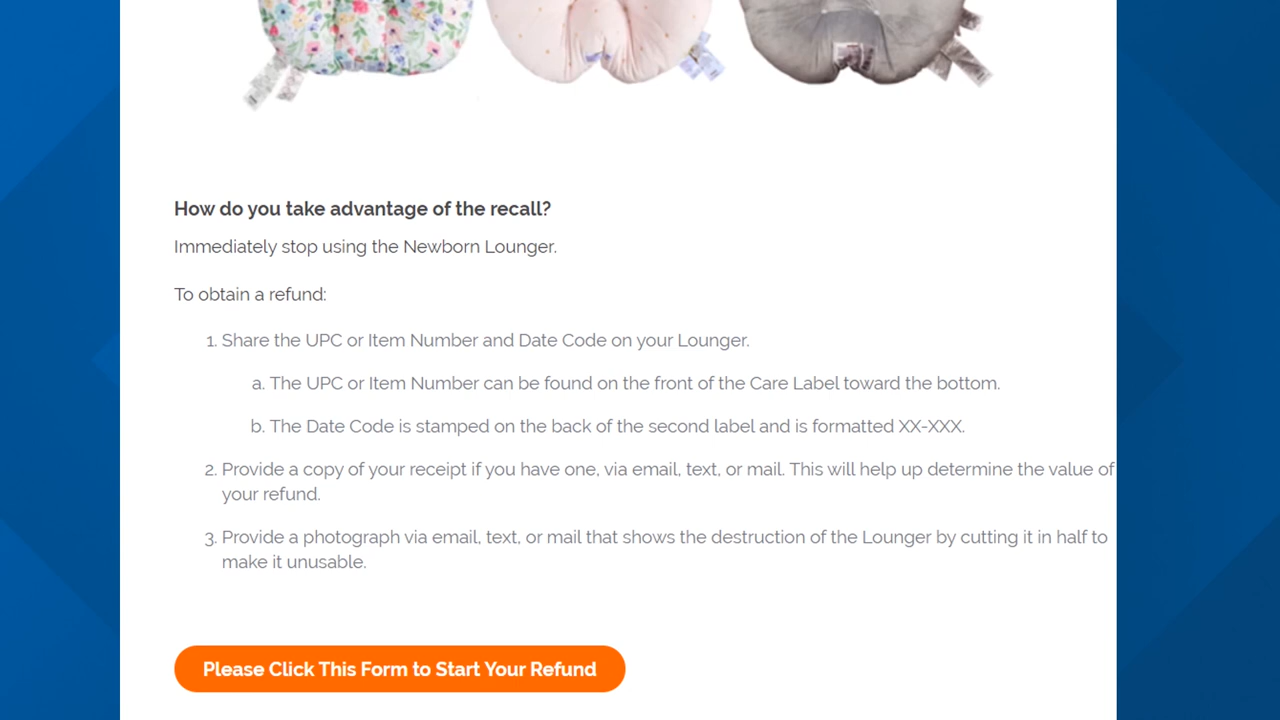 How do you take advantage of the recall?
Immediately stop using the Newborn Lounger.
To obtain a refund:
1. Share the UPC or Item Number and Date Code on your Lounger.
a. The UPC or Item Number can be found on the front of the Care Label toward the bottom.
b. The Date Code is stamped on the back of the second label and is formatted XX-XXX.
2. Provide a copy of your receipt if you have one, via email, text, or mail. This will help up determine the value of
your refund.
3. Provide a photograph via email, text, or mail that shows the destruction of the Lounger by cutting it in half to
make it unusable.
Please Click This Form to Start Your Refund